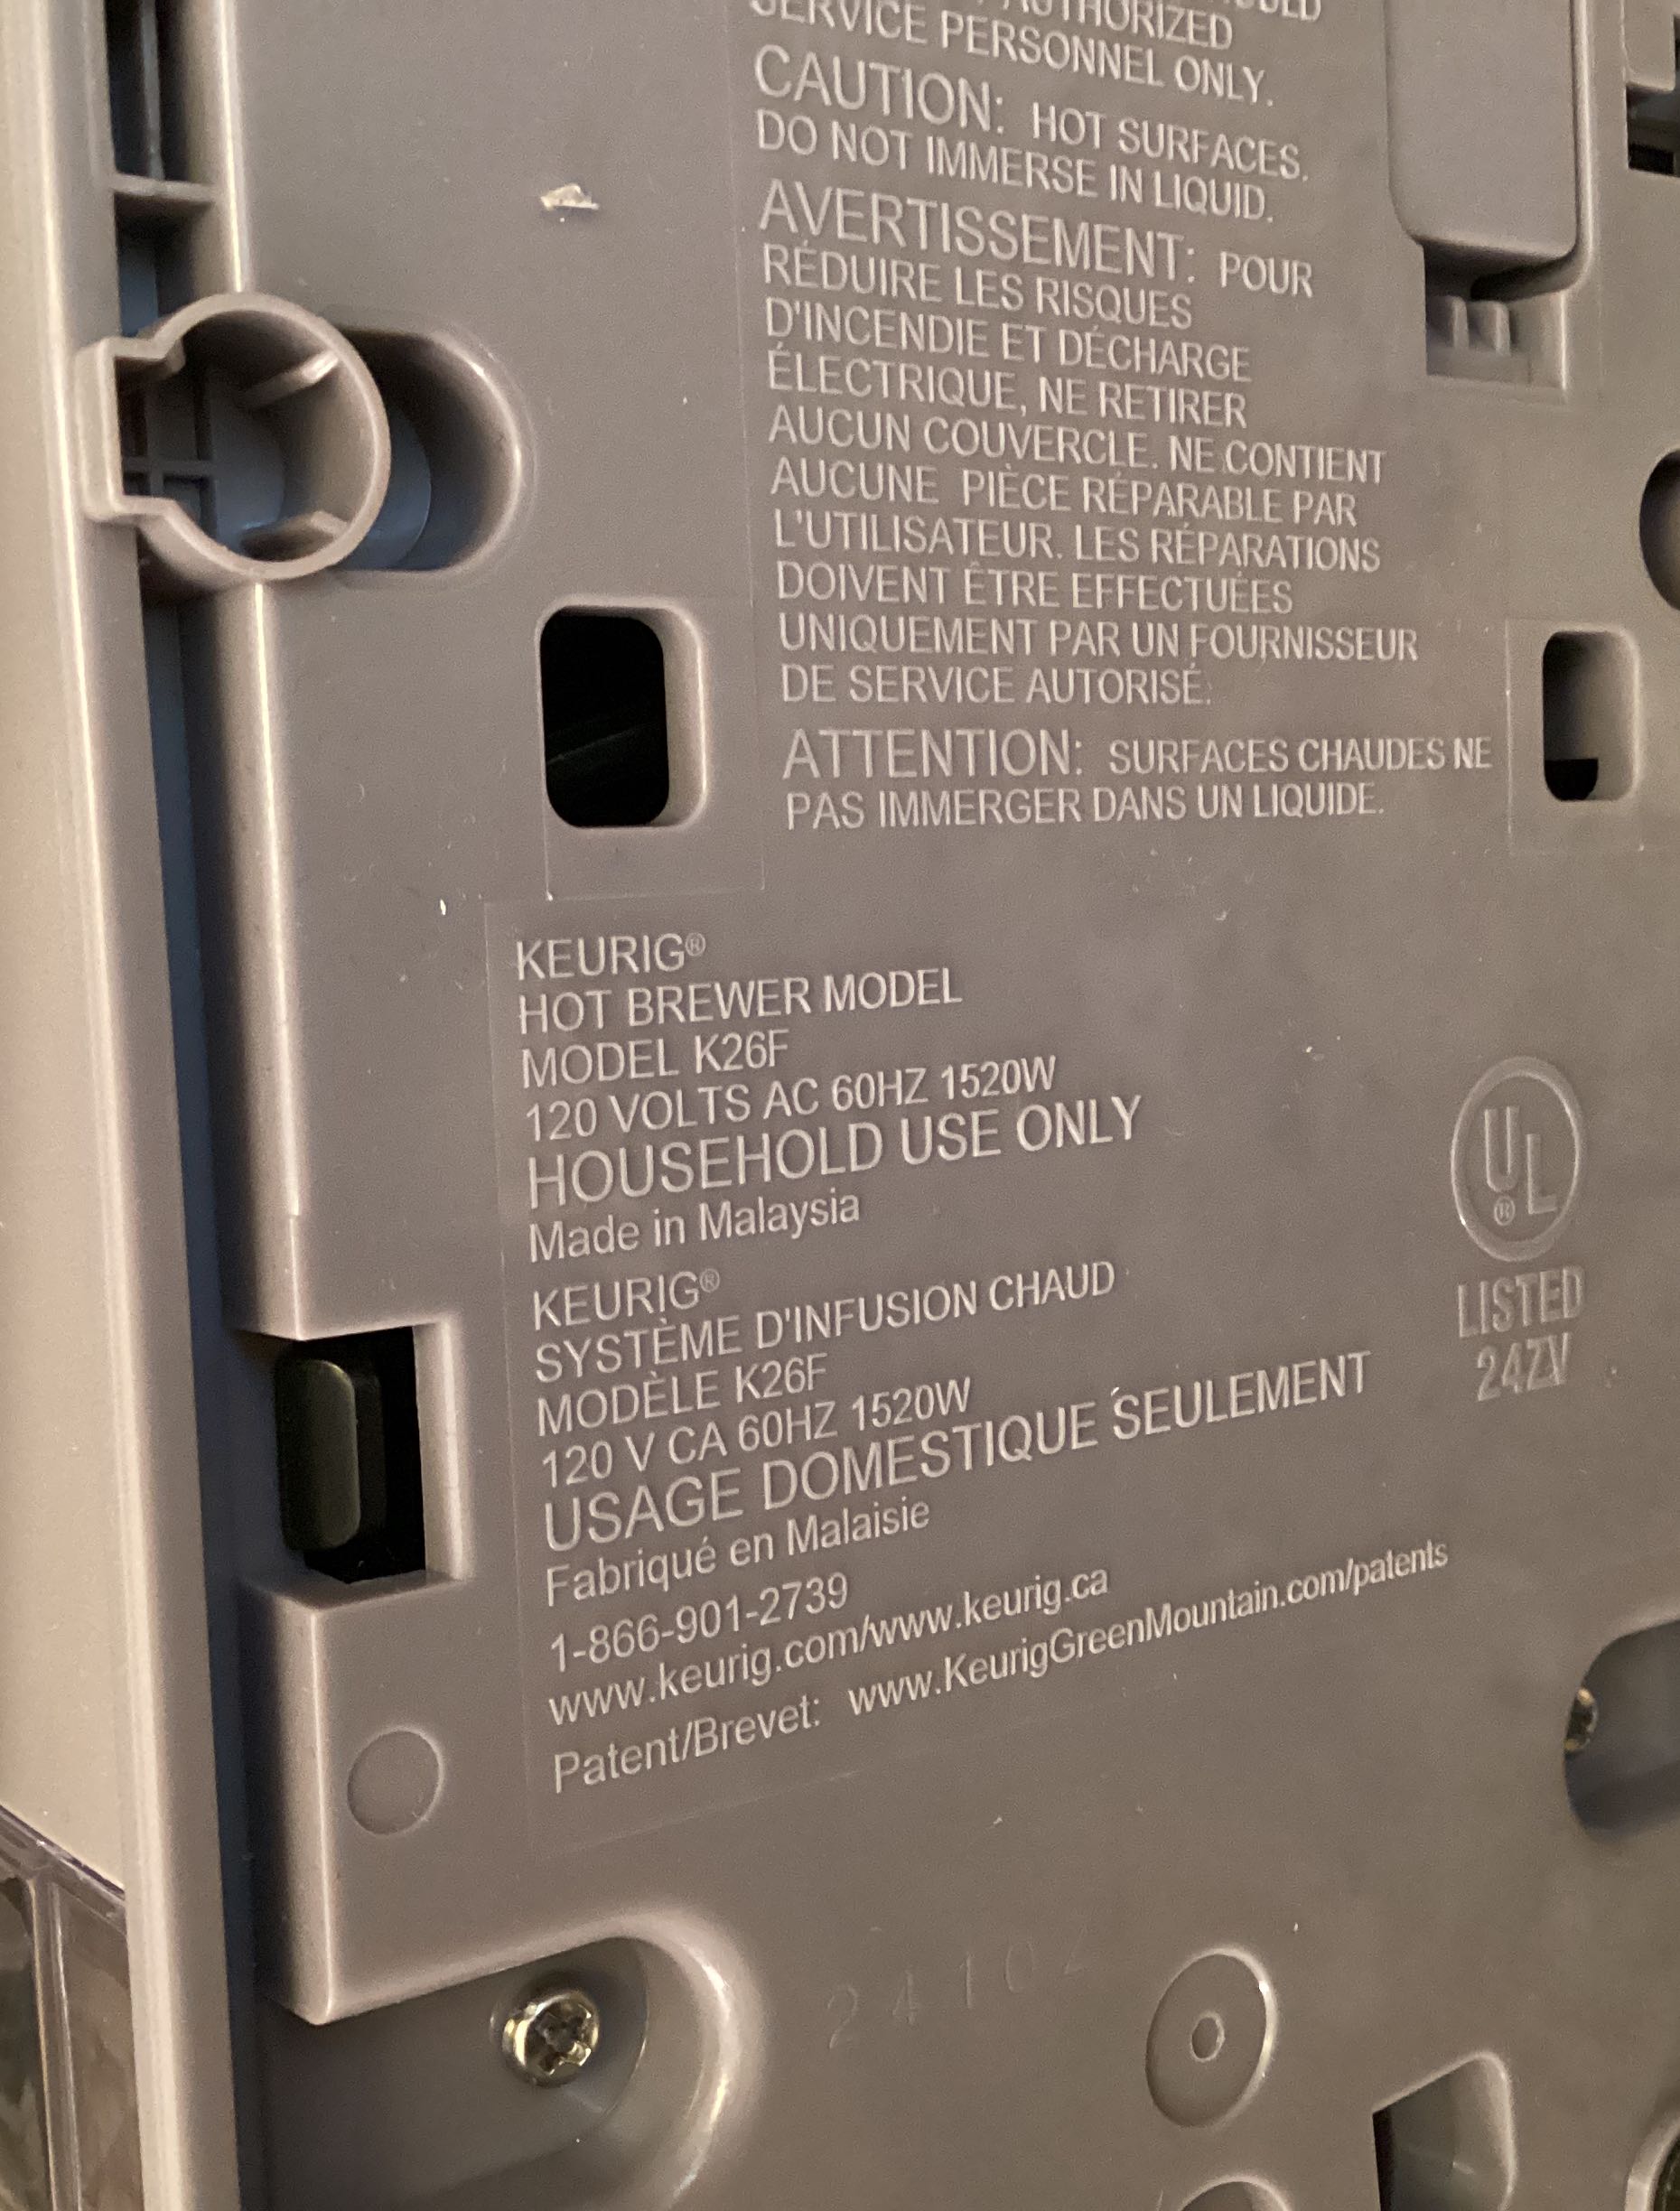 AUTHORIZED
SERVICE PERSONNEL ONLY.
CAUTION: HOT SURFACES.
DO NOT IMMERSE IN LIQUID.
AVERTISSEMENT: POUR
RÉDUIRE LES RISQUES
D'INCENDIE ET DÉCHARGE
ÉLECTRIQUE, NE RETIRER
AUCUN COUVERCLE. NE CONTIENT
AUCUNE PIÈCE RÉPARABLE PAR
L'UTILISATEUR. LES RÉPARATIONS
DOIVENT ÊTRE EFFECTUÉES
UNIQUEMENT PAR UN FOURNISSEUR
DE SERVICE AUTORISÉ.
ATTENTION: SURFACES CHAUDES NE
PAS IMMERGER DANS UN LIQUIDE.
KEURIG®
HOT BREWER MODEL
MODEL K26F
120 VOLTS AC 60HZ 1520W
HOUSEHOLD USE ONLY
Made in Malaysia
KEURIG®
SYSTÈME D'INFUSION CHAUD
MODÈLE K26F
120 V CA 60HZ 1520W
USAGE DOMESTIQUE SEULEMENT
Fabriqué en Malaisie
1-866-901-2739
www.keurig.com/www.keurig.ca
Patent/Brevet: www.KeurigGreenMountain.com/patents
UL®
LISTED
24ZV